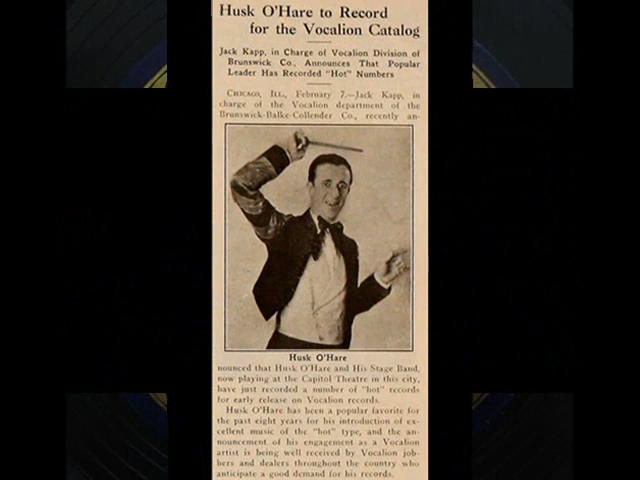 Husk O'Hare to Record
for the Vocalion Catalog
Jack Kapp, in Charge of Vocalion Division of
Brunswick Co., Announces That Popular
Leader Has Recorded "Hot" Numbers
CHICAGO, ILL., February 7.—Jack Kapp, in
charge of the Vocalion department of the
Brunswick-Balke-Collender Co., recently an-
Husk O'Hare
nounced that Husk O'Hare and His Stage Band,
now playing at the Capitol Theatre in this city,
have just recorded a number of "hot" records
for early release on Vocalion records.
Husk O'Hare has been a popular favorite for
the past eight years for his introduction of ex-
cellent music of the "hot" type, and the an-
nouncement of his engagement as a Vocalion
artist is being well received by Vocalion job-
bers and dealers throughout the country who
anticipate a good demand for his records.